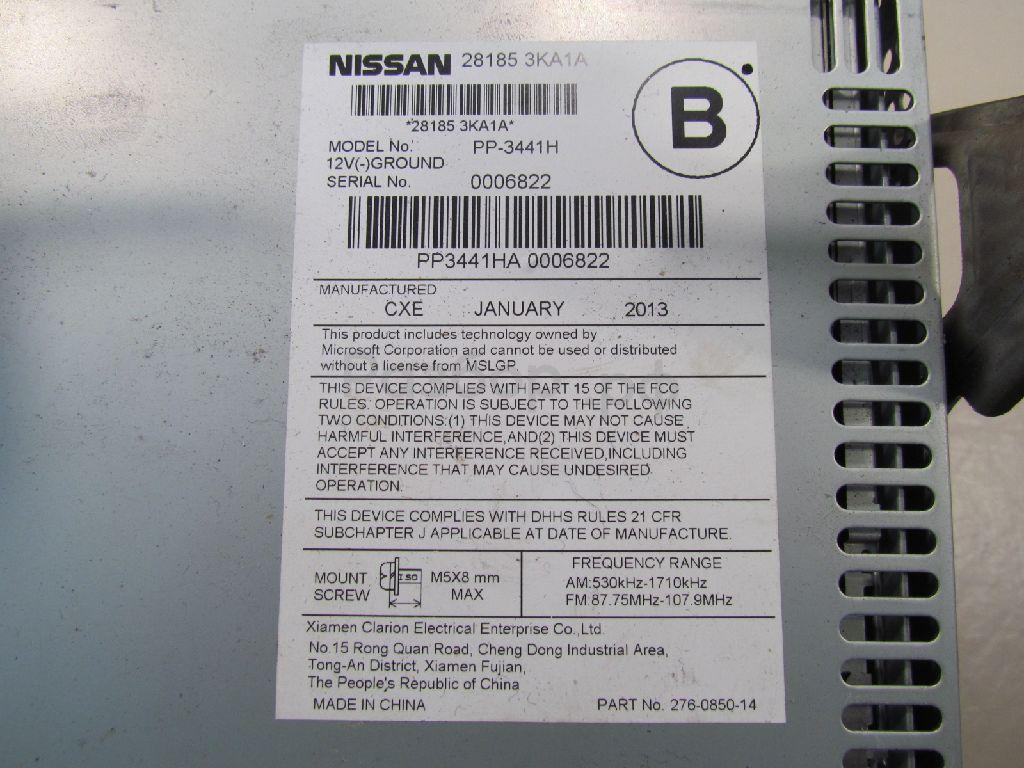 NISSAN 28185 3KA1A
B
*28185 3KA1A*
MODEL No. PP-3441H
12V(-)GROUND
SERIAL No. 0006822
PP3441HA 0006822
MANUFACTURED
CXE JANUARY 2013
This product includes technology owned by
Microsoft Corporation and cannot be used or distributed
without a license from MSLGP.
THIS DEVICE COMPLIES WITH PART 15 OF THE FCC
RULES. OPERATION IS SUBJECT TO THE FOLLOWING
TWO CONDITIONS:(1) THIS DEVICE MAY NOT CAUSE
HARMFUL INTERFERENCE,AND(2) THIS DEVICE MUST
ACCEPT ANY INTERFERENCE RECEIVED,INCLUDING
INTERFERENCE THAT MAY CAUSE UNDESIRED
OPERATION.
THIS DEVICE COMPLIES WITH DHHS RULES 21 CFR
SUBCHAPTER J APPLICABLE AT DATE OF MANUFACTURE.
MOUNT
SCREW
ISO
M5X8 mm
MAX
FREQUENCY RANGE
AM:530kHz-1710kHz
FM:87.75MHz-107.9MHz
Xiamen Clarion Electrical Enterprise Co.,Ltd.
No.15 Rong Quan Road, Cheng Dong Industrial Area,
Tong-An District, Xiamen Fujian,
The People's Republic of China
MADE IN CHINA PART No. 276-0850-14